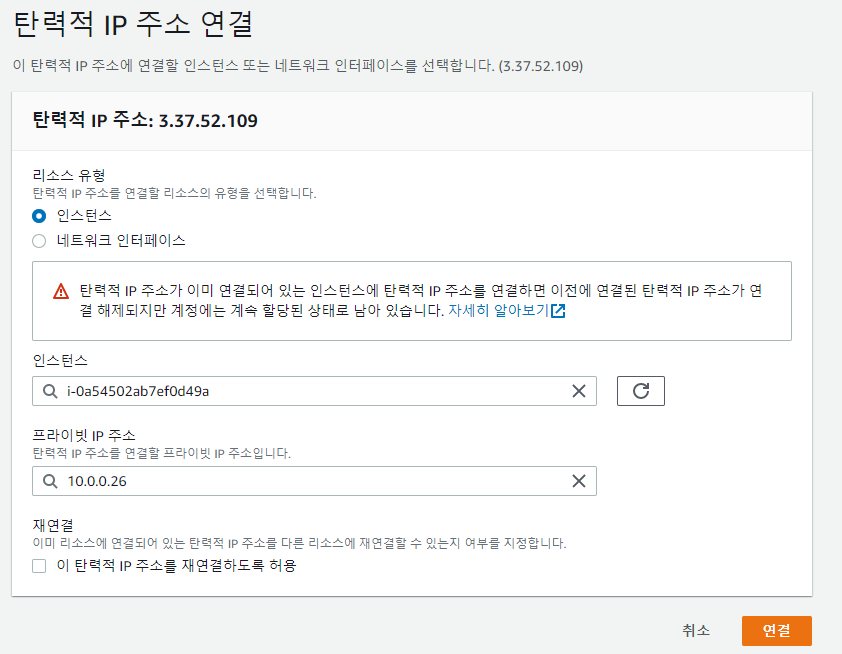 탄력적 IP 주소 연결
이 탄력적 IP 주소에 연결할 인스턴스 또는 네트워크 인터페이스를 선택합니다. (3.37.52.109)
탄력적 IP 주소: 3.37.52.109
리소스 유형
탄력적 IP 주소를 연결할 리소스의 유형을 선택합니다.
인스턴스
네트워크 인터페이스
탄력적 IP 주소가 이미 연결되어 있는 인스턴스에 탄력적 IP 주소를 연결하면 이전에 연결된 탄력적 IP 주소가 연
결 해제되지만 계정에는 계속 할당된 상태로 남아 있습니다. 자세히 알아보기
인스턴스
i-0a54502ab7ef0d49a
프라이빗 IP 주소
탄력적 IP 주소를 연결할 프라이빗 IP 주소입니다.
10.0.0.26
재연결
이미 리소스에 연결되어 있는 탄력적 IP 주소를 다른 리소스에 재연결할 수 있는지 여부를 지정합니다.
이 탄력적 IP 주소를 재연결하도록 허용
취소 연결